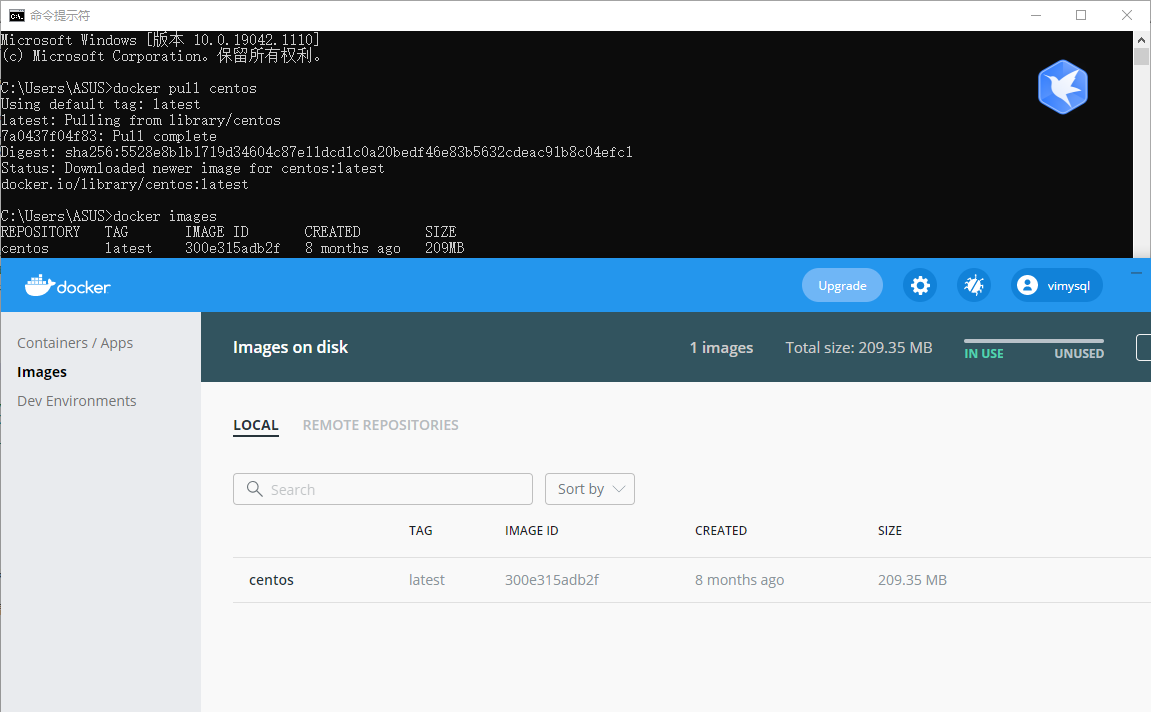 命令提示符
Microsoft Windows [版本 10.0.19042.1110]
(c) Microsoft Corporation。保留所有权利。
C:\Users\ASUS>docker pull centos
Using default tag: latest
latest: Pulling from library/centos
7a0437f04f83: Pull complete
Digest: sha256:5528e8b1b1719d34604c87e11dcd1c0a20bedf46e83b5632cdeac91b8c04efc1
Status: Downloaded newer image for centos:latest
docker.io/library/centos:latest
C:\Users\ASUS>docker images
REPOSITORY TAG IMAGE ID CREATED SIZE
centos latest 300e315adb2f 8 months ago 209MB
docker Upgrade vimysql
Containers / Apps
Images
Dev Environments
Images on disk 1 images Total size: 209.35 MB IN USE UNUSED
LOCAL REMOTE REPOSITORIES
Search Sort by
TAG IMAGE ID CREATED SIZE
centos latest 300e315adb2f 8 months ago 209.35 MB